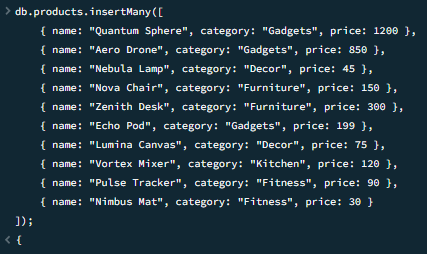 > db.products.insertMany([
{ name: "Quantum Sphere", category: "Gadgets", price: 1200 },
{ name: "Aero Drone", category: "Gadgets", price: 850 },
{ name: "Nebula Lamp", category: "Decor", price: 45 },
{ name: "Nova Chair", category: "Furniture", price: 150 },
{ name: "Zenith Desk", category: "Furniture", price: 300 },
{ name: "Echo Pod", category: "Gadgets", price: 199 },
{ name: "Lumina Canvas", category: "Decor", price: 75 },
{ name: "Vortex Mixer", category: "Kitchen", price: 120 },
{ name: "Pulse Tracker", category: "Fitness", price: 90 },
{ name: "Nimbus Mat", category: "Fitness", price: 30 }
]);
< {